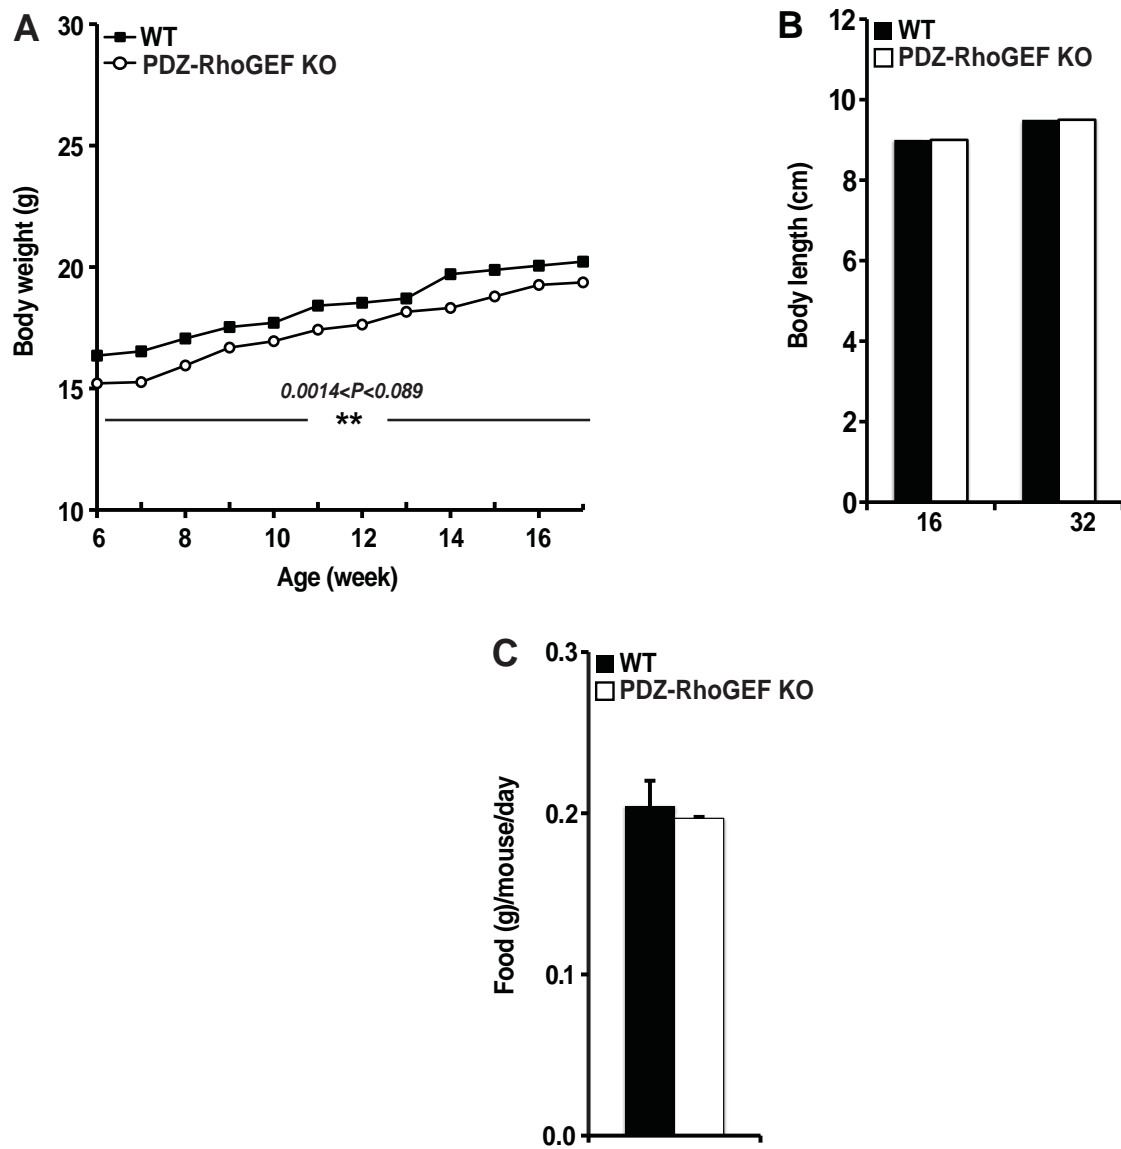 A
30
WT
PDZ-RhoGEF KO
25
20
15
10
Body weight (g)
0.0014<P<0.089
**
6 8 10 12 14 16
Age (week)
B
12
WT
PDZ-RhoGEF KO
10
8
6
4
2
0
Body length (cm)
16 32
C
0.3
WT
PDZ-RhoGEF KO
0.2
0.1
0.0
Food (g)/mouse/day